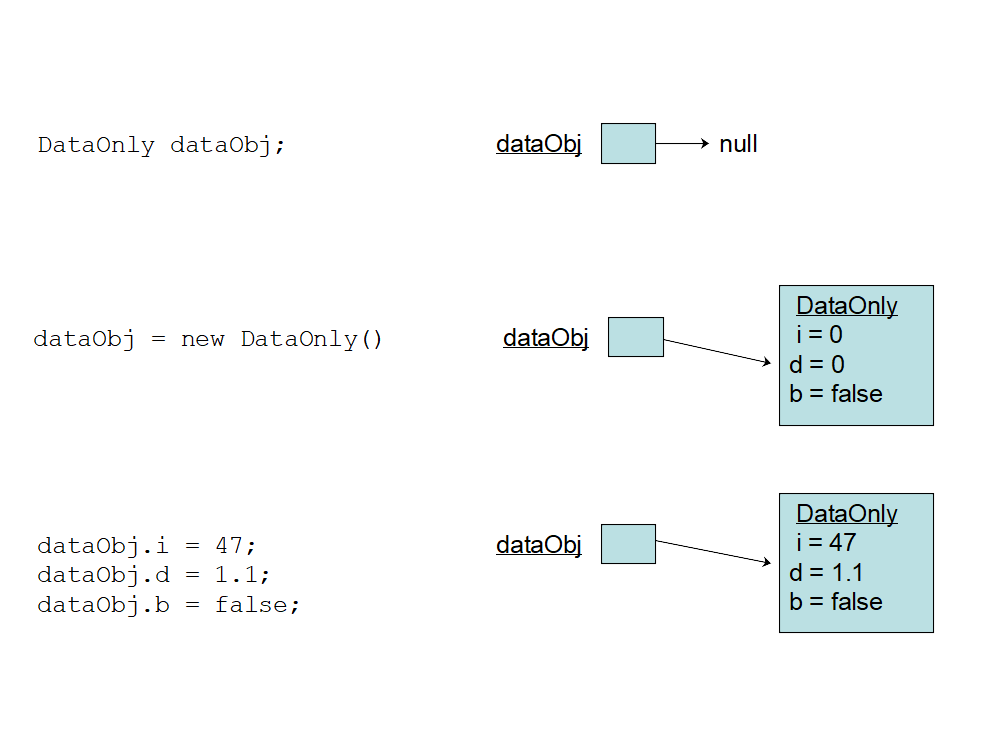 DataOnly dataObj;
dataObj
null
dataObj = new DataOnly()
dataObj
DataOnly
i = 0
d = 0
b = false
dataObj.i = 47;
dataObj.d = 1.1;
dataObj.b = false;
dataObj
DataOnly
i = 47
d = 1.1
b = false